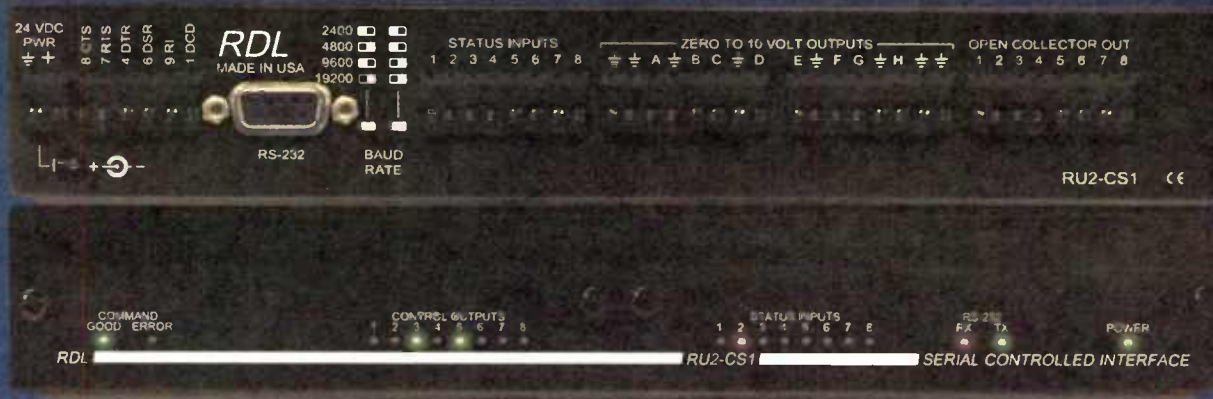 24 VDC
PWR
+
8 CTS
7 RTS
4 DTR
6 DSR
9 RI
1 DCD
RDL
MADE IN USA
RS-232
2400
4800
9600
19200
BAUD
RATE
STATUS INPUTS
1 2 3 4 5 6 7 8
ZERO TO 10 VOLT OUTPUTS
A B C D E F G H
OPEN COLLECTOR OUT
1 2 3 4 5 6 7 8
+ -
RU2-CS1 CE
COMMAND
GOOD ERROR
CONTROL OUTPUTS
1 2 3 4 5 6 7 8
STATUS INPUTS
1 2 3 4 5 6 7 8
RS-232
RX TX
POWER
RDL RU2-CS1 SERIAL CONTROLLED INTERFACE